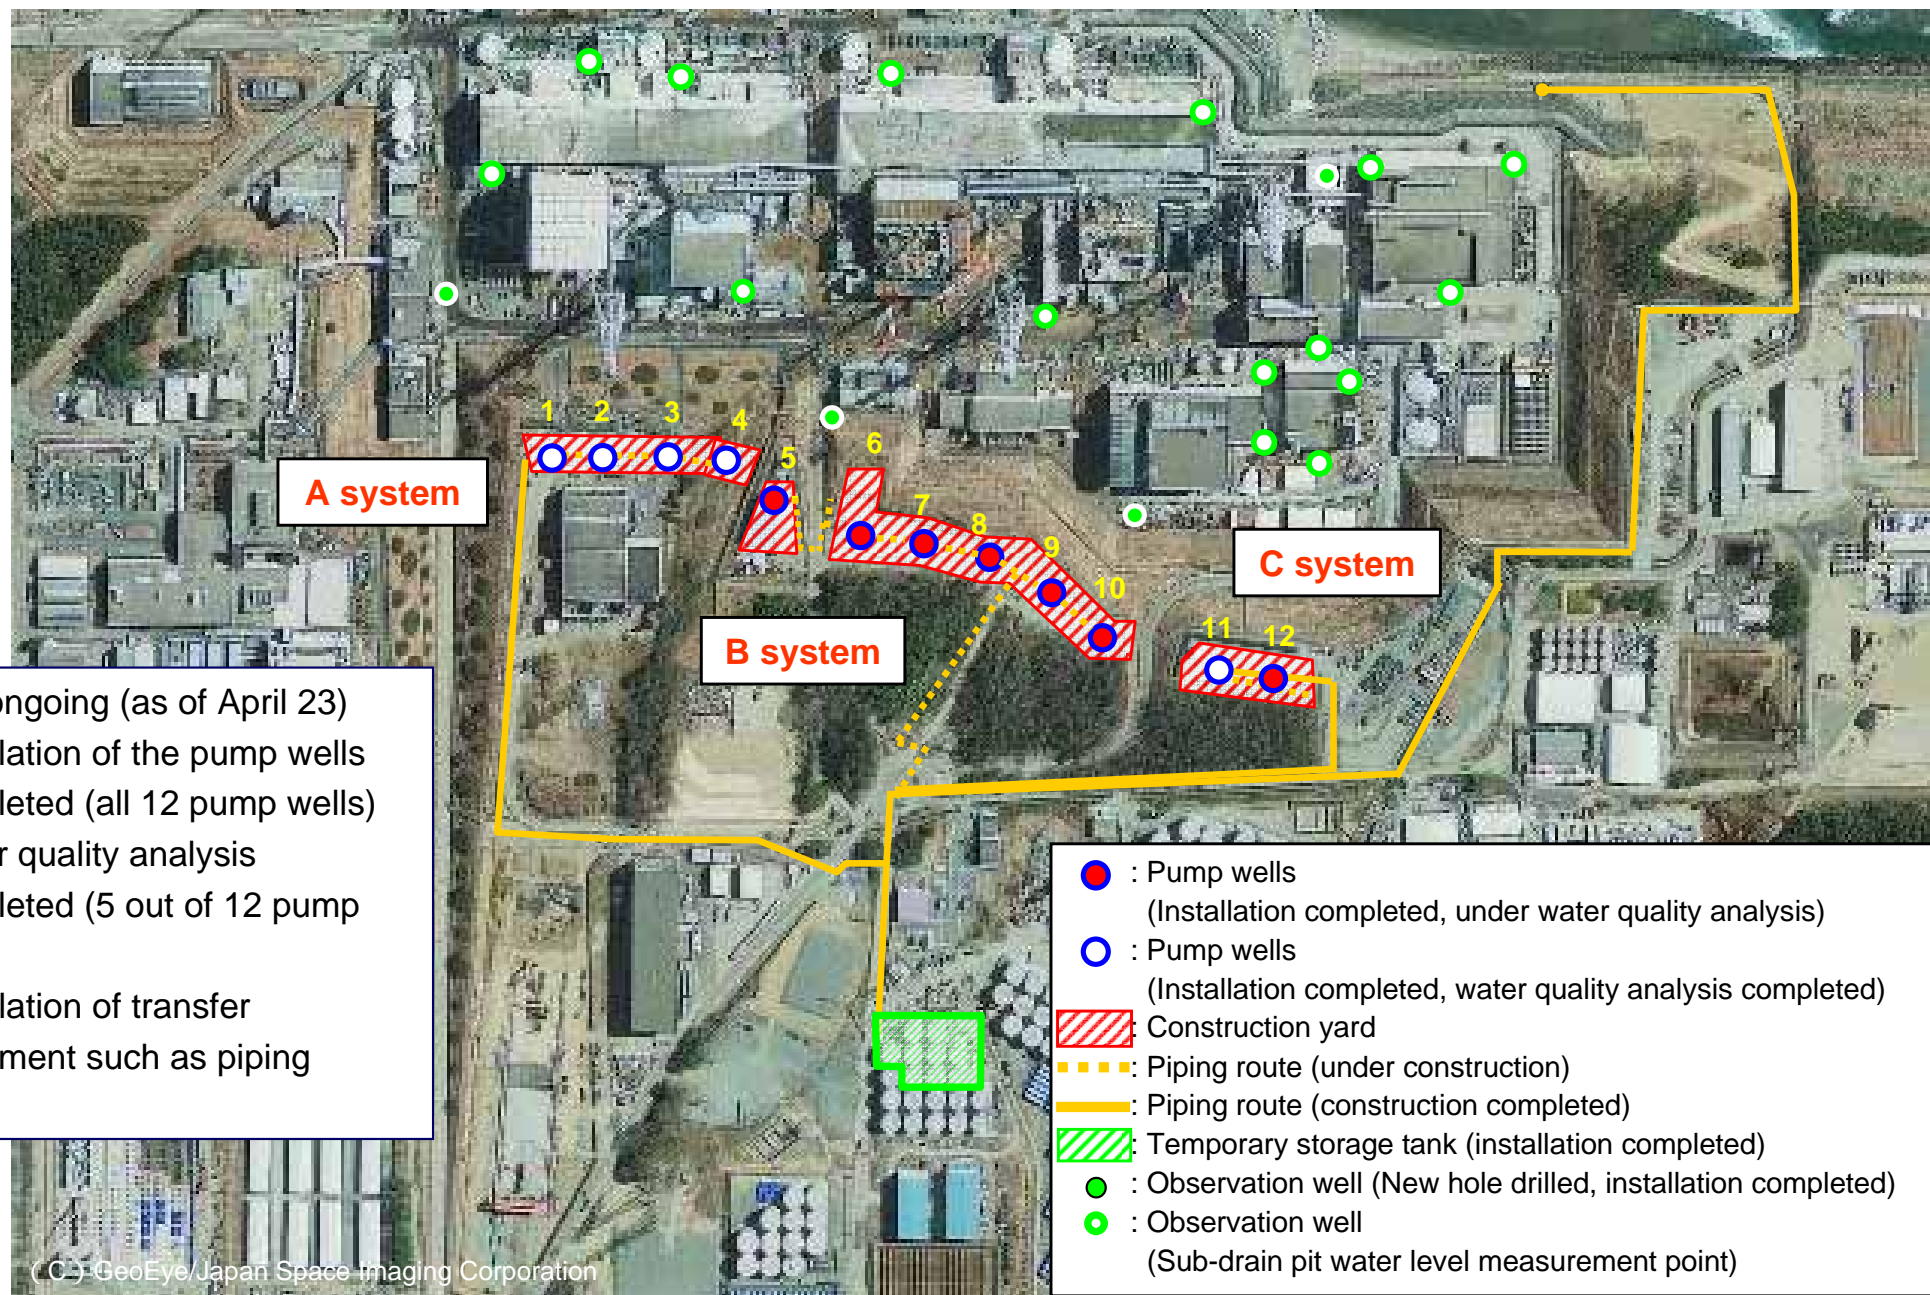 1 2 3 4
5 6
7 8 9
10
11 12
A system
B system
C system
ongoing (as of April 23)
lation of the pump wells
leted (all 12 pump wells)
r quality analysis
leted (5 out of 12 pump
lation of transfer
ment such as piping
: Pump wells
(Installation completed, under water quality analysis)
: Pump wells
(Installation completed, water quality analysis completed)
: Construction yard
: Piping route (under construction)
: Piping route (construction completed)
: Temporary storage tank (installation completed)
: Observation well (New hole drilled, installation completed)
: Observation well
(Sub-drain pit water level measurement point)
( C ) GeoEye/Japan Space Imaging Corporation